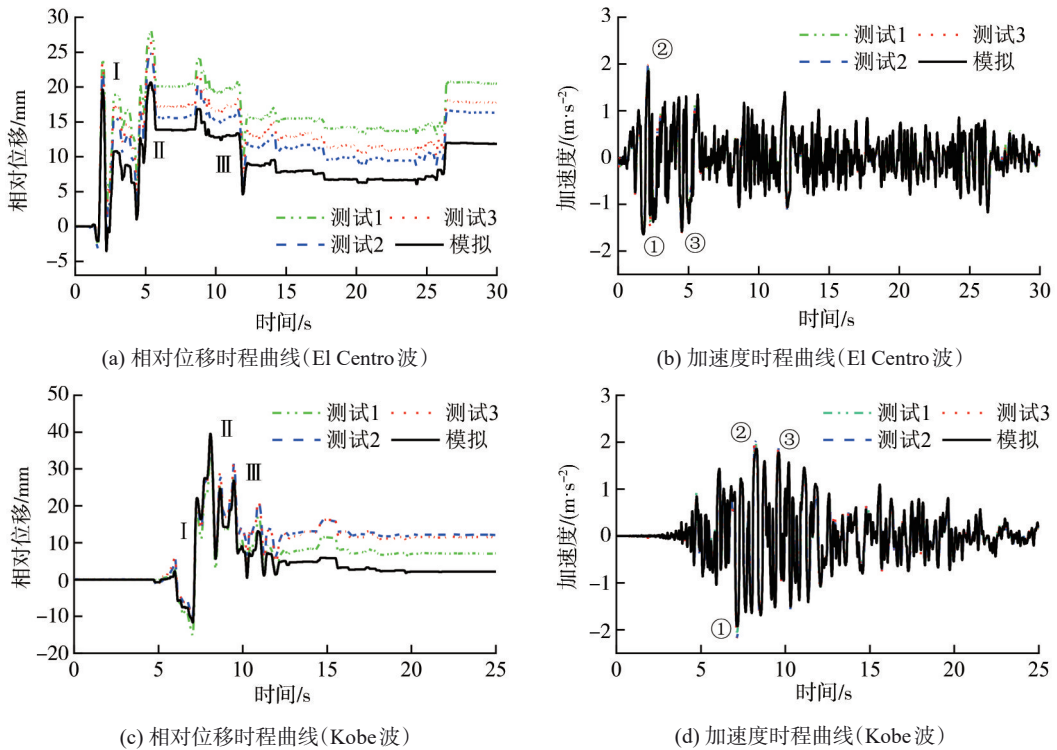 30
25
20
15
10
5
0
-5
相对位移/mm
Ⅰ
Ⅱ
Ⅲ
测试1 测试3
测试2 模拟
0 5 10 15 20 25 30
时间/s
(a) 相对位移时程曲线(El Centro波)
3
2
1
0
-1
-2
加速度/(m·s⁻²)
②
①
③
测试1 测试3
测试2 模拟
0 5 10 15 20 25 30
时间/s
(b) 加速度时程曲线(El Centro波)
50
40
30
20
10
0
-10
-20
相对位移/mm
Ⅰ
Ⅱ
Ⅲ
测试1 测试3
测试2 模拟
0 5 10 15 20 25
时间/s
(c) 相对位移时程曲线(Kobe波)
3
2
1
0
-1
-2
加速度/(m·s⁻²)
测试1 测试3
测试2 模拟
②
③
①
0 5 10 15 20 25
时间/s
(d) 加速度时程曲线(Kobe波)